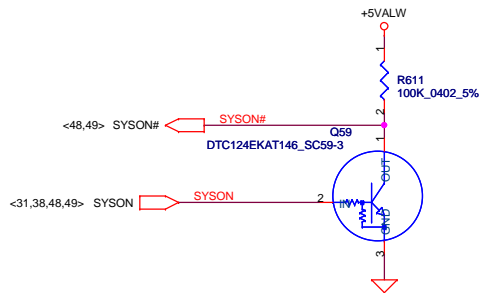 +5VALW
1
R611
100K_0402_5%
2
<48,49> SYSON# SYSON#
Q59
DTC124EKAT146_SC59-3
1
OUT
<31,38,48,49> SYSON SYSON
2
IN
GND
3